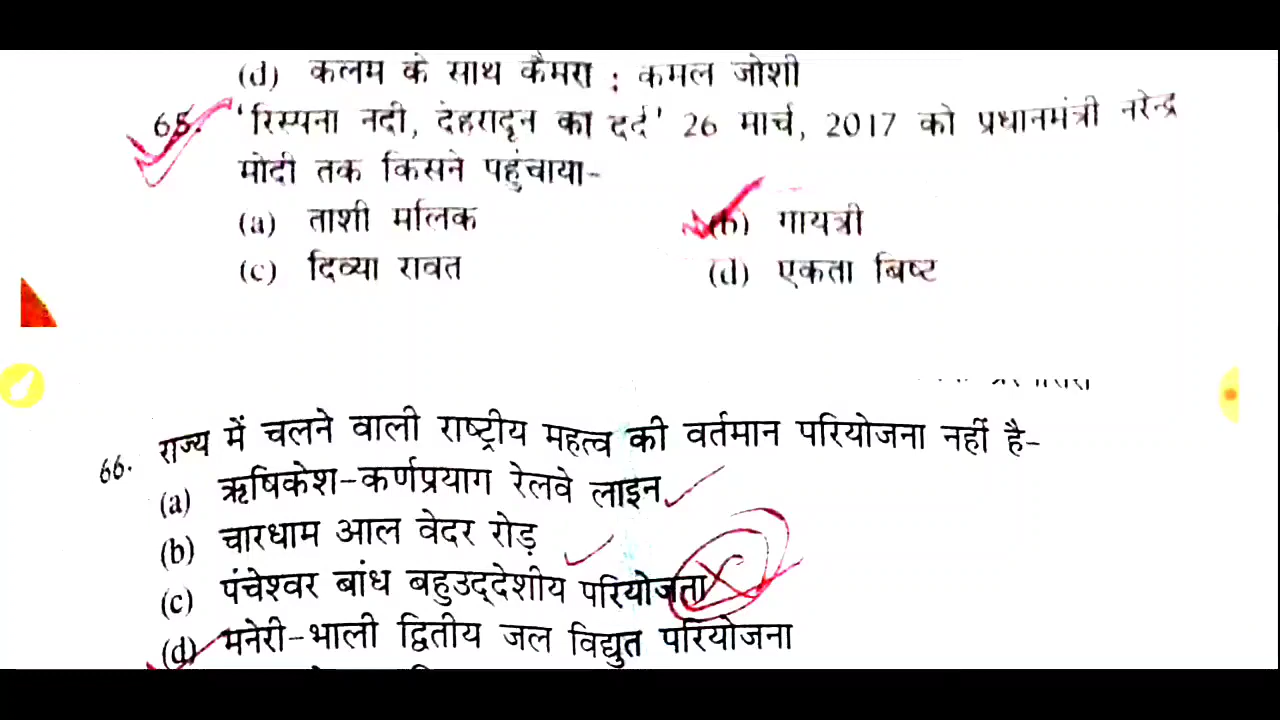 (d) कलम के साथ कैमरा : कमल जोशी
65. 'रिस्पना नदी, देहरादून का दर्द' 26 मार्च, 2017 को प्रधानमंत्री नरेन्द्र
मोदी तक किसने पहुंचाया-
(a) ताशी मलिक (b) गायत्री
(c) दिव्या रावत (d) एकता बिष्ट
66. राज्य में चलने वाली राष्ट्रीय महत्व की वर्तमान परियोजना नहीं है-
(a) ऋषिकेश-कर्णप्रयाग रेलवे लाइन
(b) चारधाम आल वेदर रोड़
(c) पंचेश्वर बांध बहुउद्देशीय परियोजता
(d) मनेरी-भाली द्वितीय जल विद्युत परियोजना